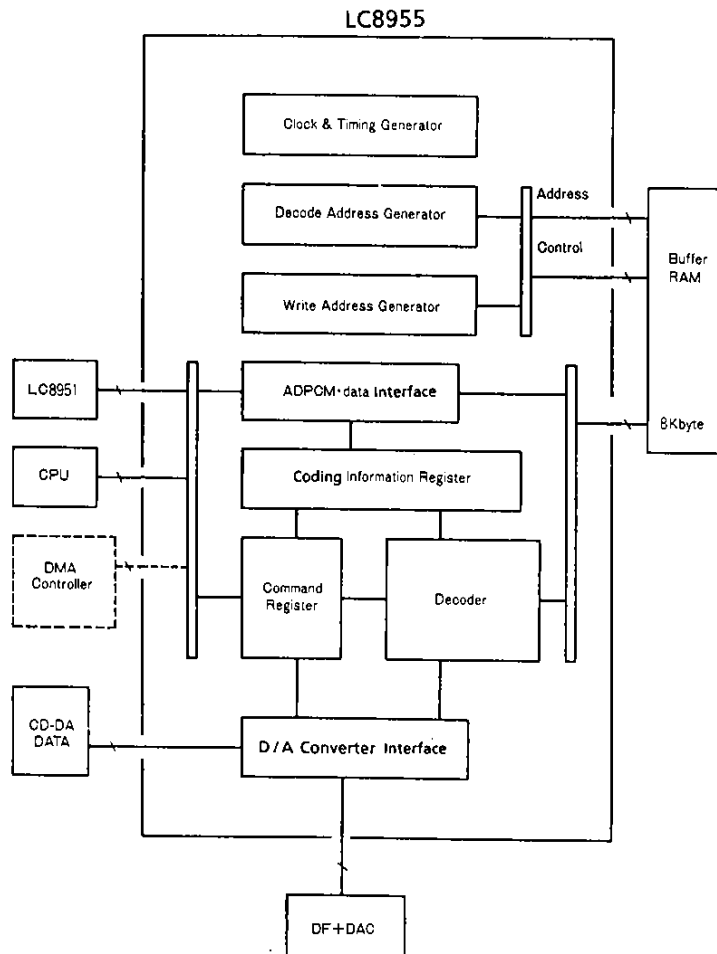 LC8955
Clock & Timing Generator
Decode Address Generator
Write Address Generator
Address
Control
Buffer
RAM
8Kbyte
LC8951
CPU
DMA
Controller
CD-DA
DATA
ADPCM・data Interface
Coding Information Register
Command
Register
Decoder
D/A Converter Interface
DF+DAC